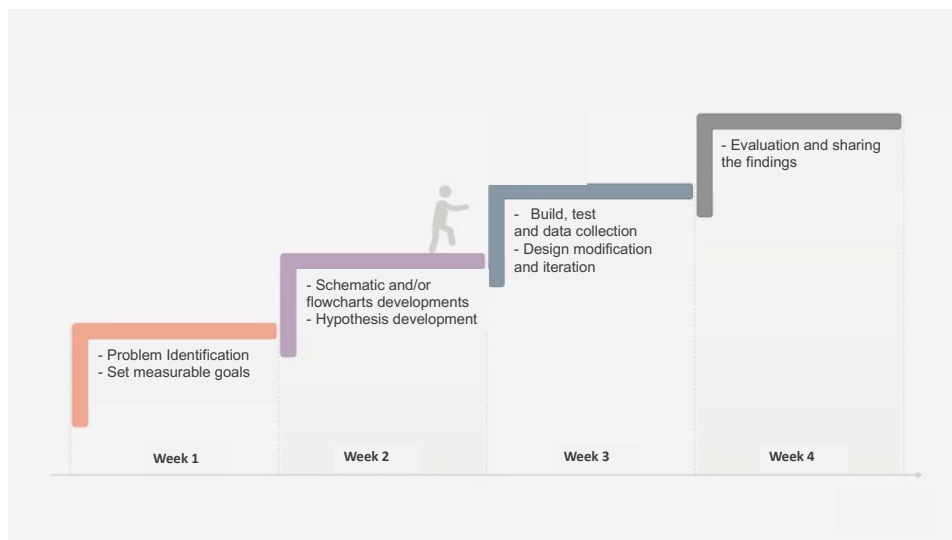 - Evaluation and sharing
the findings
- Build, test
and data collection
- Design modification
and iteration
- Schematic and/or
flowcharts developments
- Hypothesis development
- Problem Identification
- Set measurable goals
Week 1
Week 2
Week 3
Week 4